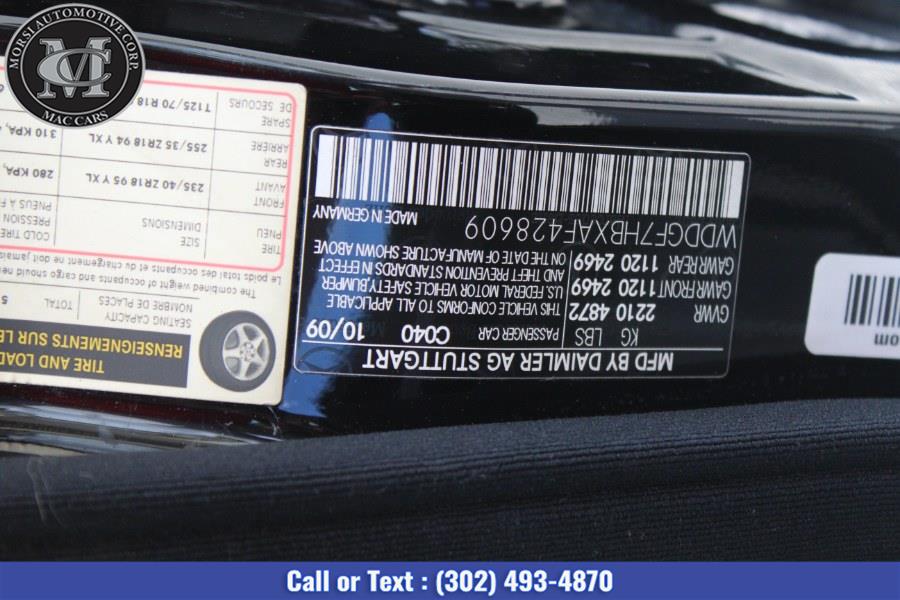 MORSI AUTOMOTIVE CORP.
MC
MAC CARS
MFD BY DAIMLER AG STUTTGART
PASSENGER CAR C040 10/09
KG LBS
GVWR 2210 4872
GAWR FRONT 1120 2469
GAWR REAR 1120 2469
THIS VEHICLE CONFORMS TO ALL APPLICABLE
U.S. FEDERAL MOTOR VEHICLE SAFETY BUMPER
AND THEFT PREVENTION STANDARDS IN EFFECT
ON THE DATE OF MANUFACTURE SHOWN ABOVE
WDDGF7HBXAF428609 MADE IN GERMANY
TIRE AND LOAD
RENSEIGNEMENTS SUR LE
SEATING CAPACITY
NOMBRE DE PLACES
TOTAL 5
The combined weight of occupants and cargo should ne
Le poids total des occupants et du chargement ne doit jamais
TIRE
PNEU
SIZE
DIMENSIONS
COLD TIRE
PRESSION
PNEUS A F
FRONT
AVANT
235/40 ZR18 95 Y XL
280 KPA,
REAR
ARRIÈRE
255/35 ZR18 94 Y XL
310 KPA,
SPARE
DE SECOURS
T125/70 R18
com
Call or Text : (302) 493-4870